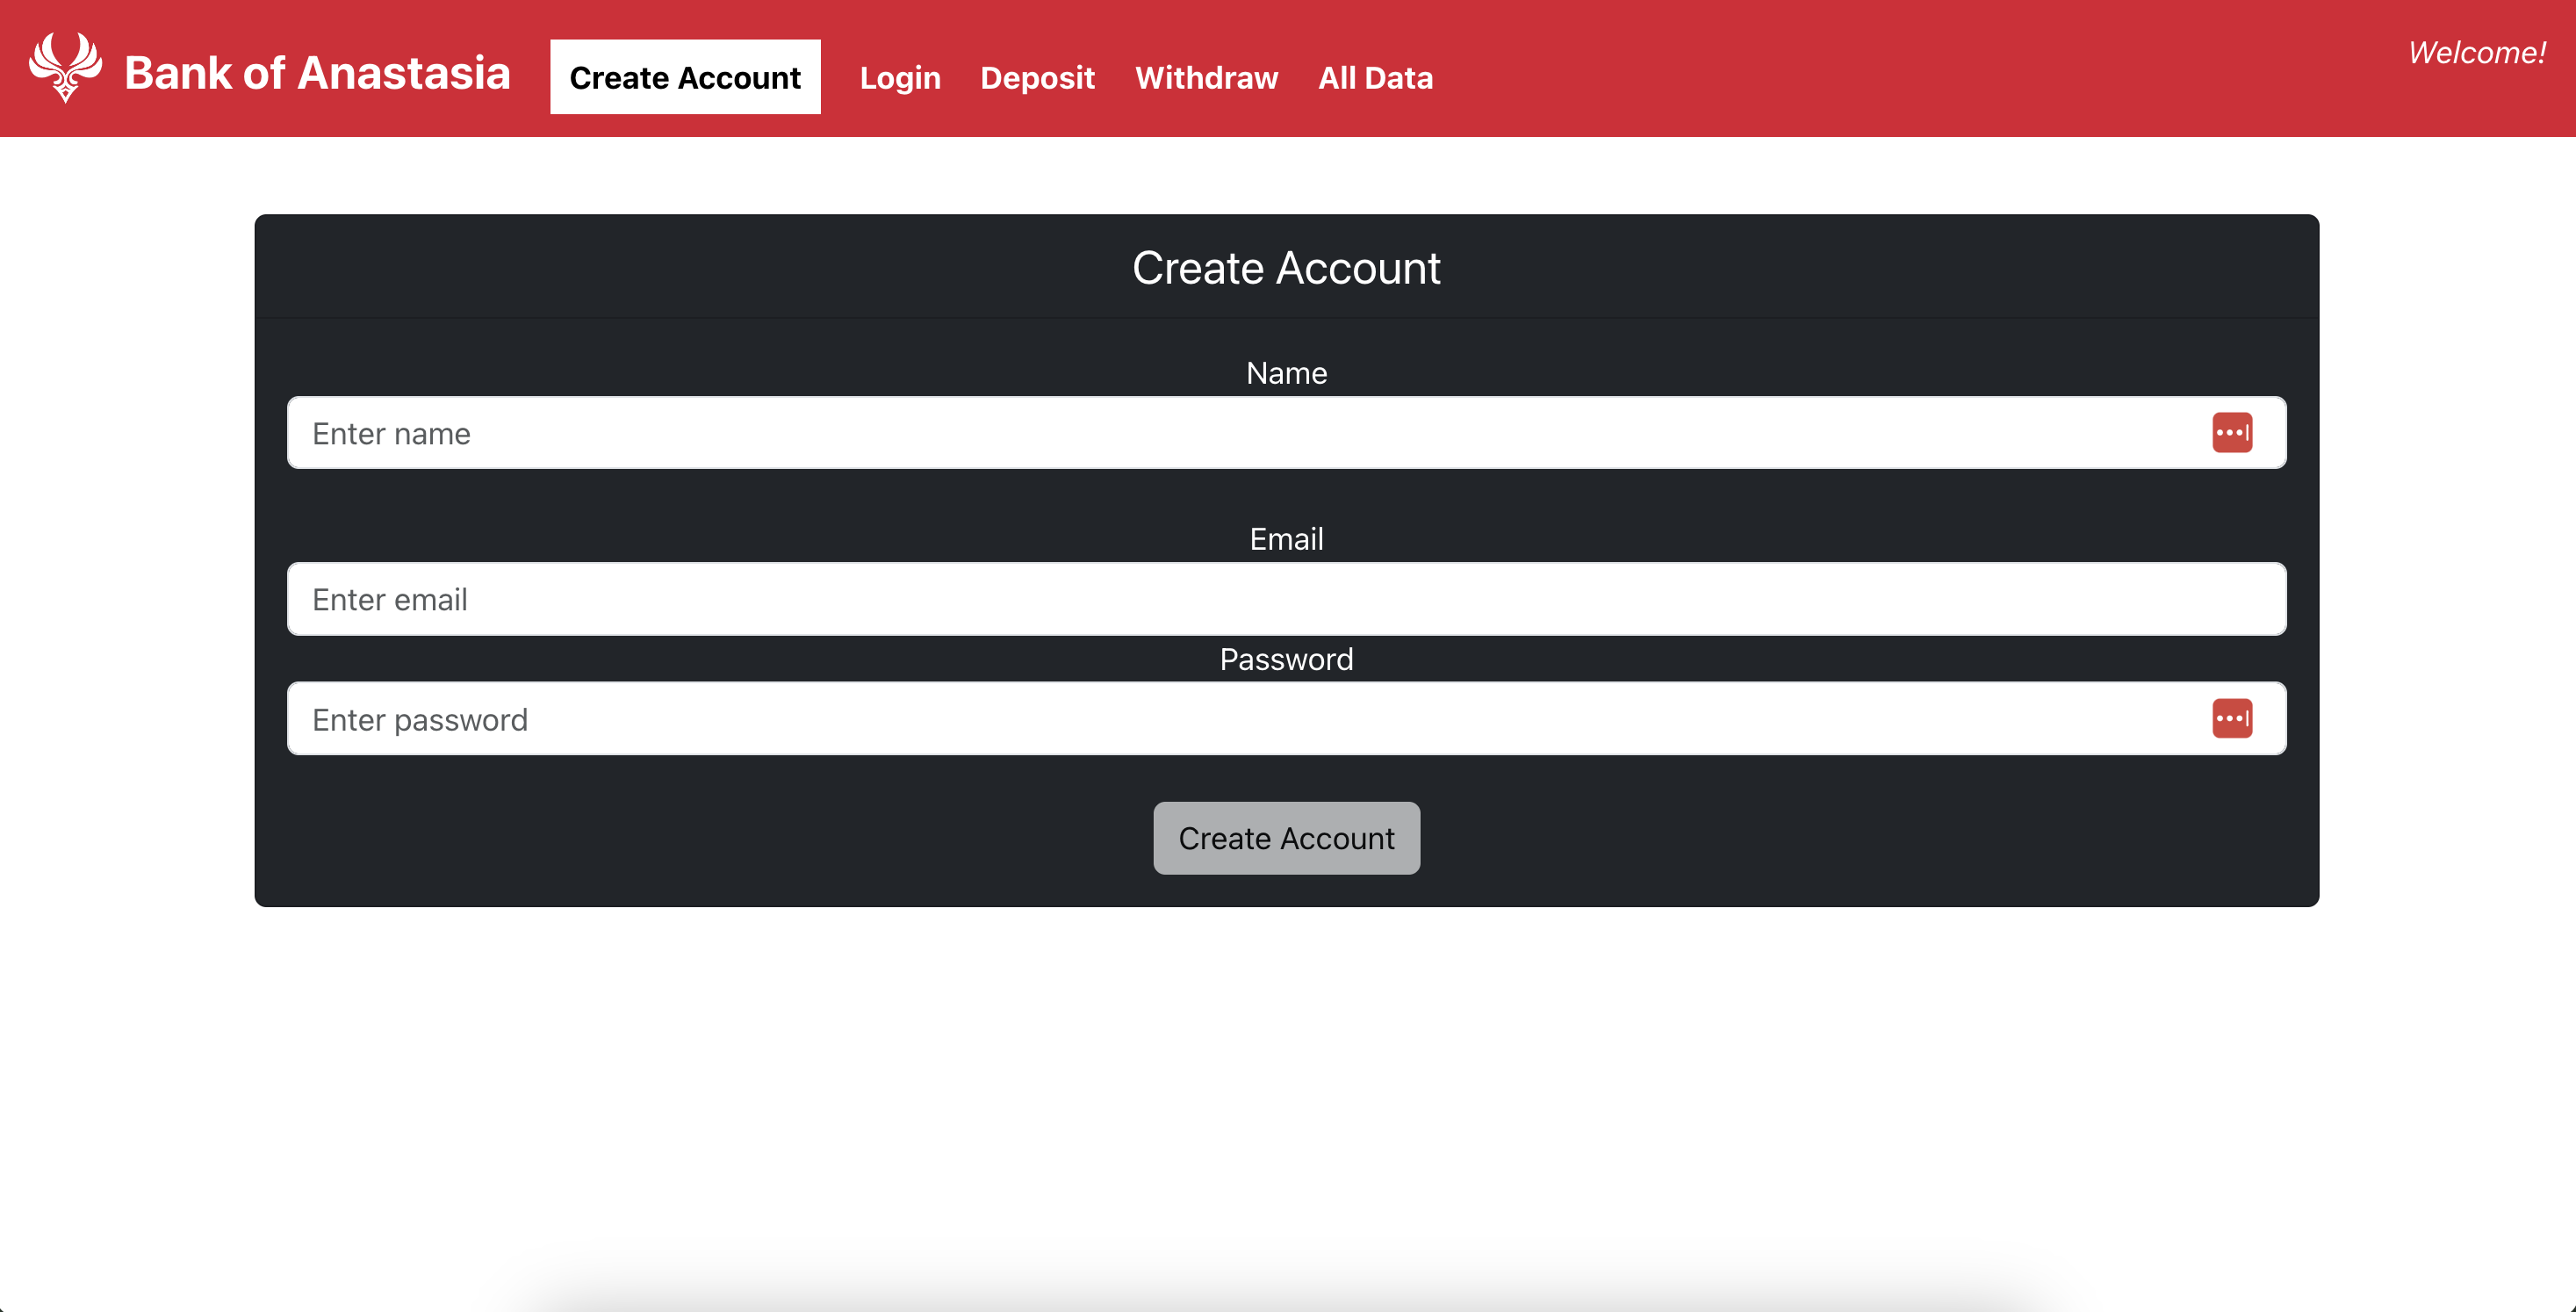 Bank of Anastasia Create Account Login Deposit Withdraw All Data Welcome!
Create Account
Name
Enter name
Email
Enter email
Password
Enter password
Create Account